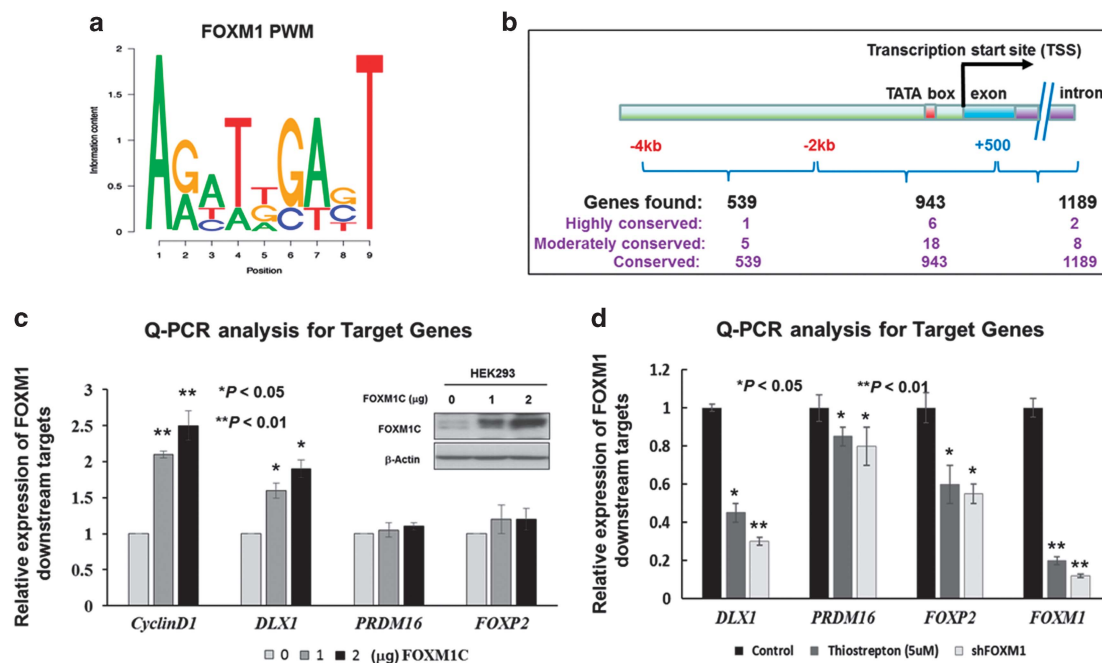 a
FOXM1 PWM
2
1.5
1
0.5
0
Information content
A G A T T G A G T
A T A G C T C
C A T
1 2 3 4 5 6 7 8 9
Position
b
Transcription start site (TSS)
TATA box exon intron
-4kb -2kb +500
Genes found: 539 943 1189
Highly conserved: 1 6 2
Moderately conserved: 5 18 8
Conserved: 539 943 1189
c
Q-PCR analysis for Target Genes
Relative expression of FOXM1
downstream targets
3
2.5
2
1.5
1
0.5
0
** ** * *
*P < 0.05
**P < 0.01
HEK293
FOXM1C (μg) 0 1 2
FOXM1C
β-Actin
CyclinD1 DLX1 PRDM16 FOXP2
0 1 2 (μg) FOXM1C
d
Q-PCR analysis for Target Genes
Relative expression of FOXM1
downstream targets
1.2
1
0.8
0.6
0.4
0.2
0
*P < 0.05 **P < 0.01
* ** * * * * ** **
DLX1 PRDM16 FOXP2 FOXM1
Control Thiostrepton (5uM) shFOXM1